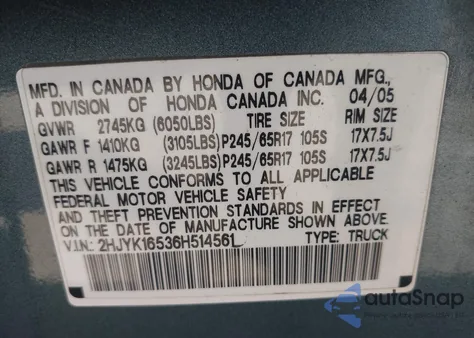 MFD. IN CANADA BY HONDA OF CANADA MFG.,
A DIVISION OF HONDA CANADA INC. 04/05
GVWR 2745KG (6050LBS) TIRE SIZE RIM SIZE
GAWR F 1410KG (3105LBS) P245/65R17 105S 17X7.5J
GAWR R 1475KG (3245LBS) P245/65R17 105S 17X7.5J
THIS VEHICLE CONFORMS TO ALL APPLICABLE
FEDERAL MOTOR VEHICLE SAFETY
AND THEFT PREVENTION STANDARDS IN EFFECT
ON THE DATE OF MANUFACTURE SHOWN ABOVE.
V.I.N.: 2HJYK16536H514561 TYPE: TRUCK
autoSnap